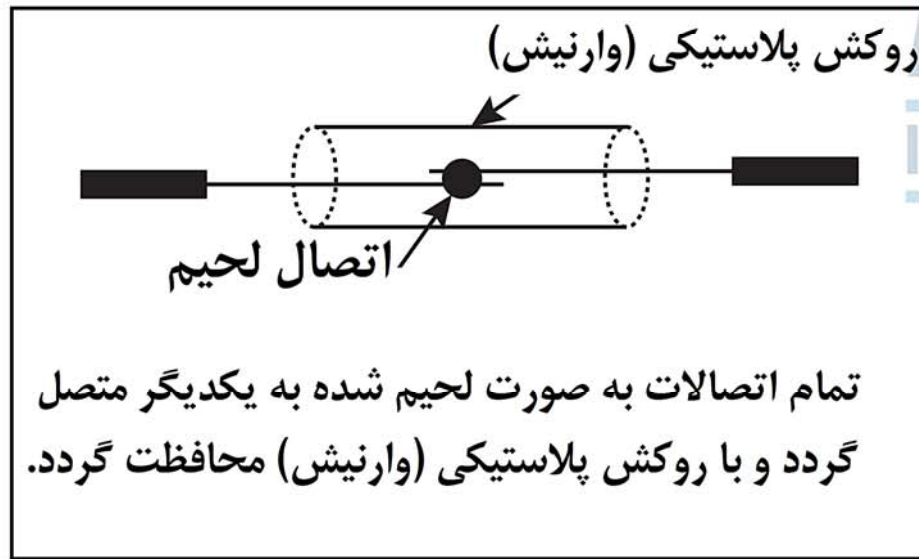 روکش پلاستیکی (وارنیش)
اتصال لحیم
تمام اتصالات به صورت لحیم شده به یکدیگر متصل
گردد و با روکش پلاستیکی (وارنیش) محافظت گردد.